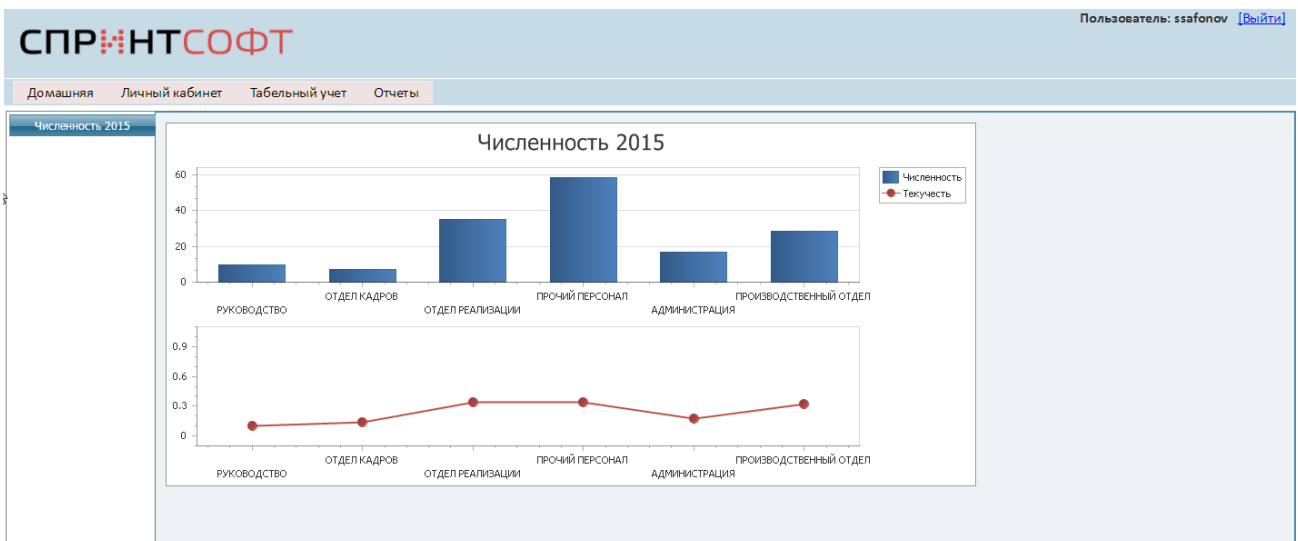 Пользователь: ssafonov [Выйти]
СПРИНТСОФТ
Домашняя Личный кабинет Табельный учет Отчеты
Численность 2015
Численность 2015
Численность
Текучесть
60
40
20
0
ОТДЕЛ КАДРОВ ПРОЧИЙ ПЕРСОНАЛ ПРОИЗВОДСТВЕННЫЙ ОТДЕЛ
РУКОВОДСТВО ОТДЕЛ РЕАЛИЗАЦИИ АДМИНИСТРАЦИЯ
0.9
0.6
0.3
0
ОТДЕЛ КАДРОВ ПРОЧИЙ ПЕРСОНАЛ ПРОИЗВОДСТВЕННЫЙ ОТДЕЛ
РУКОВОДСТВО ОТДЕЛ РЕАЛИЗАЦИИ АДМИНИСТРАЦИЯ